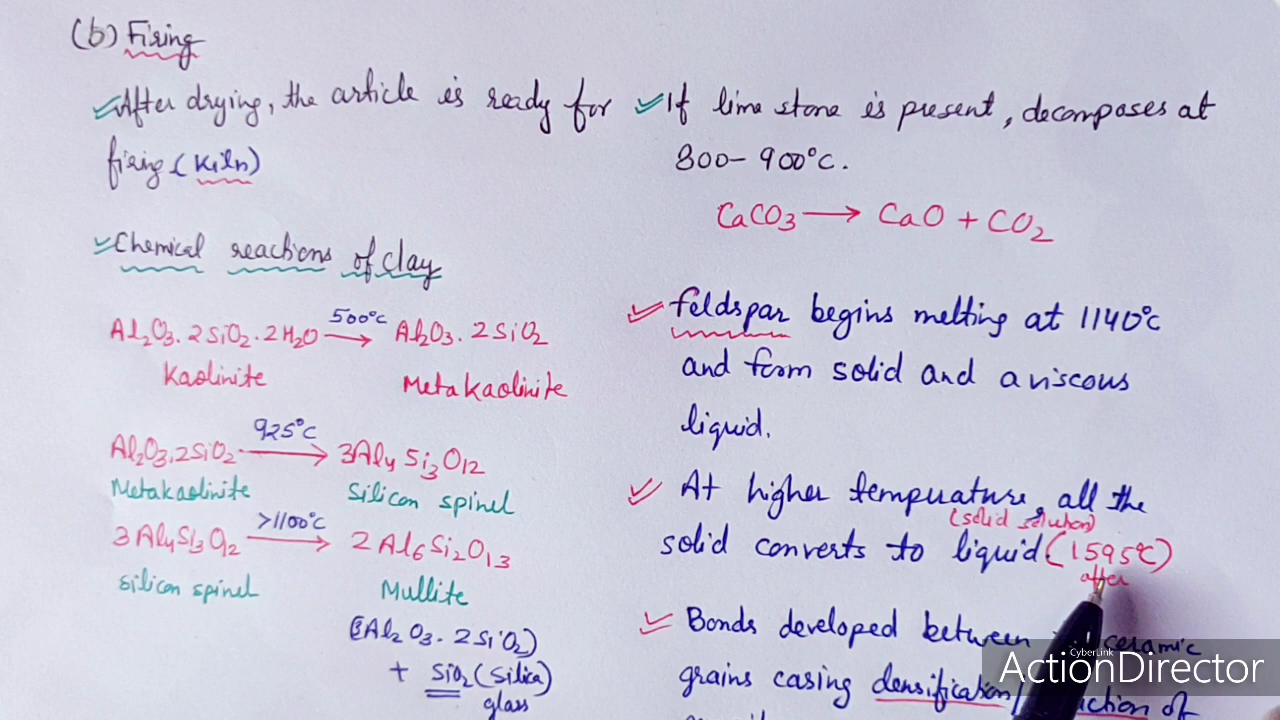 (b) Firing
✓After drying, the article is ready for
firing (Kiln)
✓Chemical reactions of clay
Al2O3.2SiO2.2H2O → 500°C Al2O3.2SiO2
Kaolinite Metakaolinite
Al2O3.2SiO2 → 925°C 3Al4Si3O12
Metakaolinite Silicon spinel
3Al4Si3O2 → >1100°C 2Al6Si2O13
silicon spinel Mullite
(3Al2O3.2SiO2)
+ SiO2 (Silica)
glass
✓If lime stone is present, decomposes at
800-900°C.
CaCO3 → CaO + CO2
✓feldspar begins melting at 1140°C
and form solid and a viscous
liquid.
✓At higher temperature, all the
(solid solution)
solid converts to liquid (1595°C)
after
✓Bonds developed between ceramic
grains casing densification/
of
CyberLink
ActionDirector